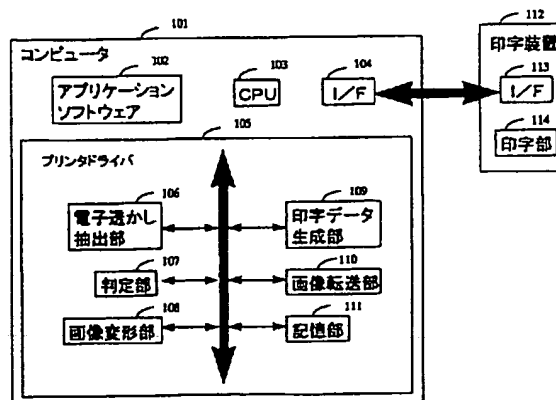 101
コンピュータ
102
アプリケーション
ソフトウェア
103
CPU
104
I/F
105
プリンタドライバ
106
電子透かし
抽出部
107
判定部
108
画像変形部
109
印字データ
生成部
110
画像転送部
111
記憶部
112
印字装置
113
I/F
114
印字部